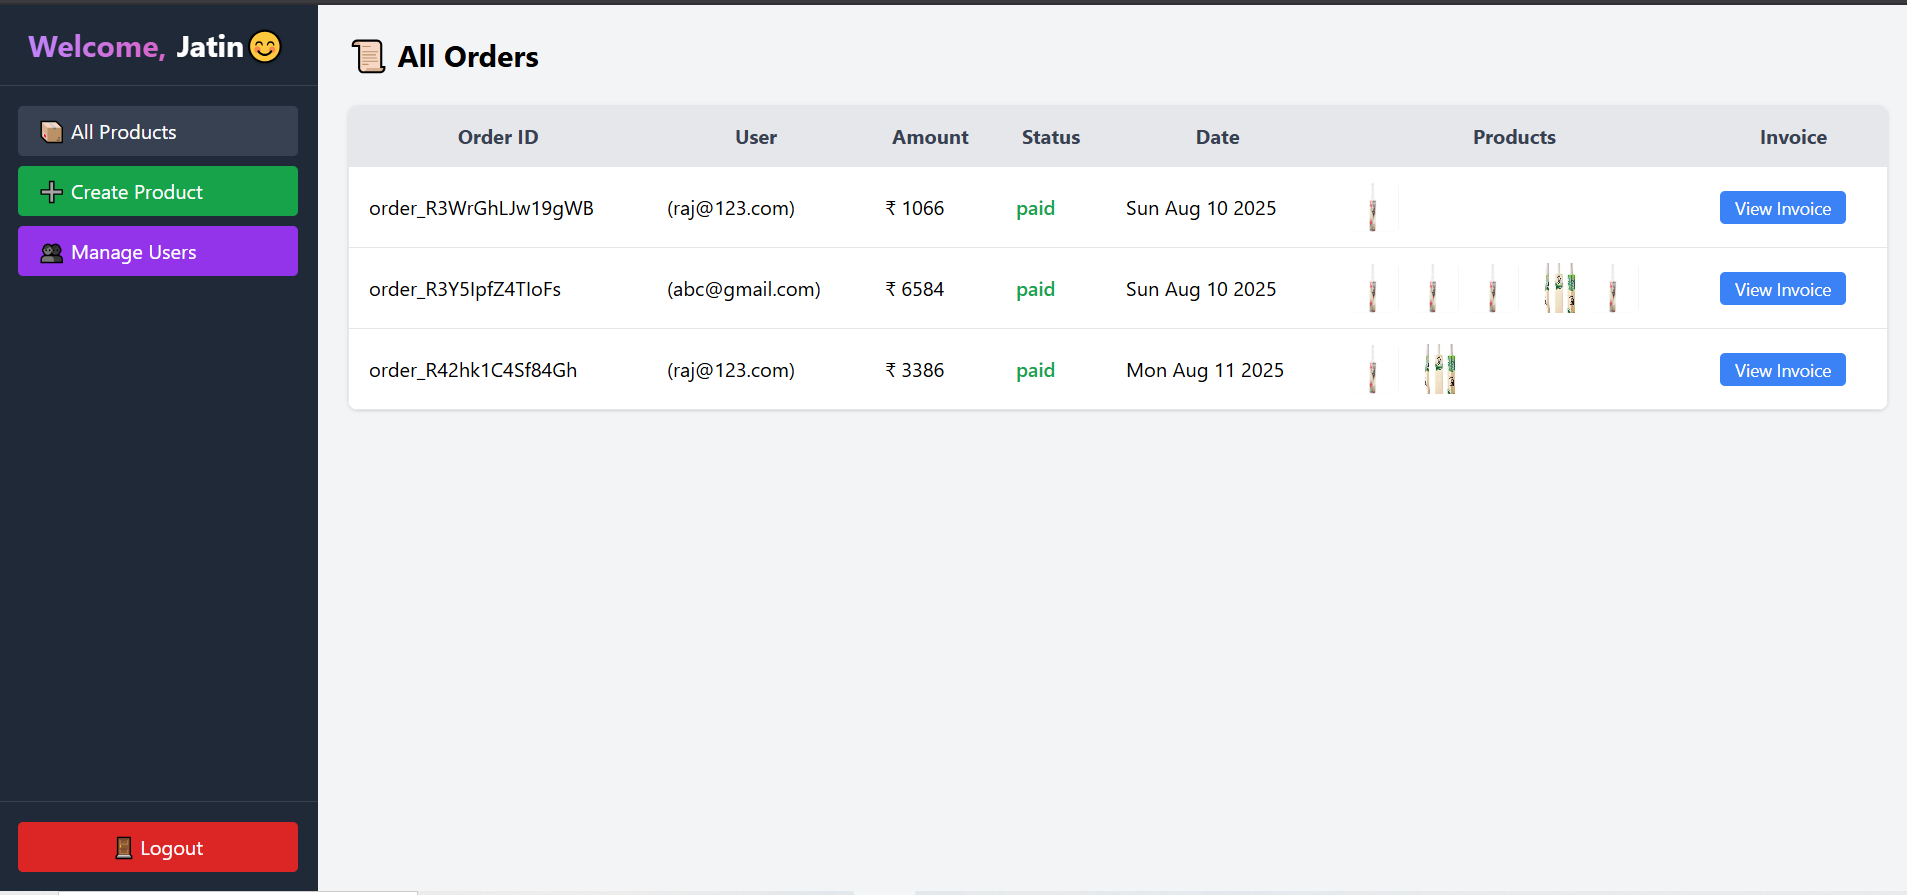 Welcome, Jatin😊
All Products
Create Product
Manage Users
Logout
All Orders
Order ID User Amount Status Date Products Invoice
order_R3WrGhLJw19gWB (raj@123.com) ₹ 1066 paid Sun Aug 10 2025 View Invoice
order_R3Y5IpfZ4TIoFs (abc@gmail.com) ₹ 6584 paid Sun Aug 10 2025 View Invoice
order_R42hk1C4Sf84Gh (raj@123.com) ₹ 3386 paid Mon Aug 11 2025 View Invoice